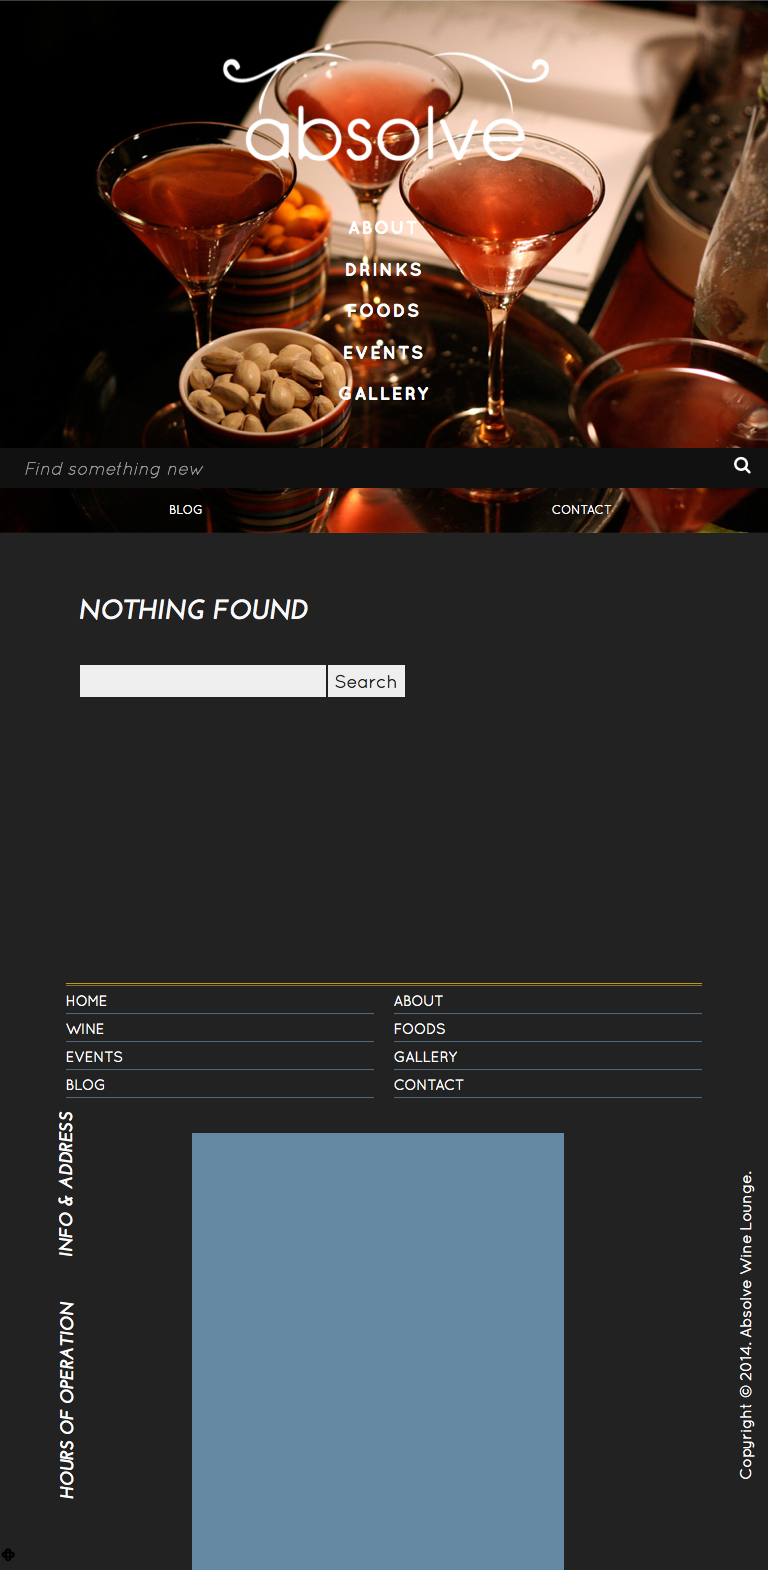 absolve
ABOUT
DRINKS
FOODS
EVENTS
GALLERY
Find something new
BLOG
CONTACT
NOTHING FOUND
Search
HOME
ABOUT
WINE
FOODS
EVENTS
GALLERY
BLOG
CONTACT
INFO & ADDRESS
HOURS OF OPERATION
Copyright © 2014. Absolve Wine Lounge.